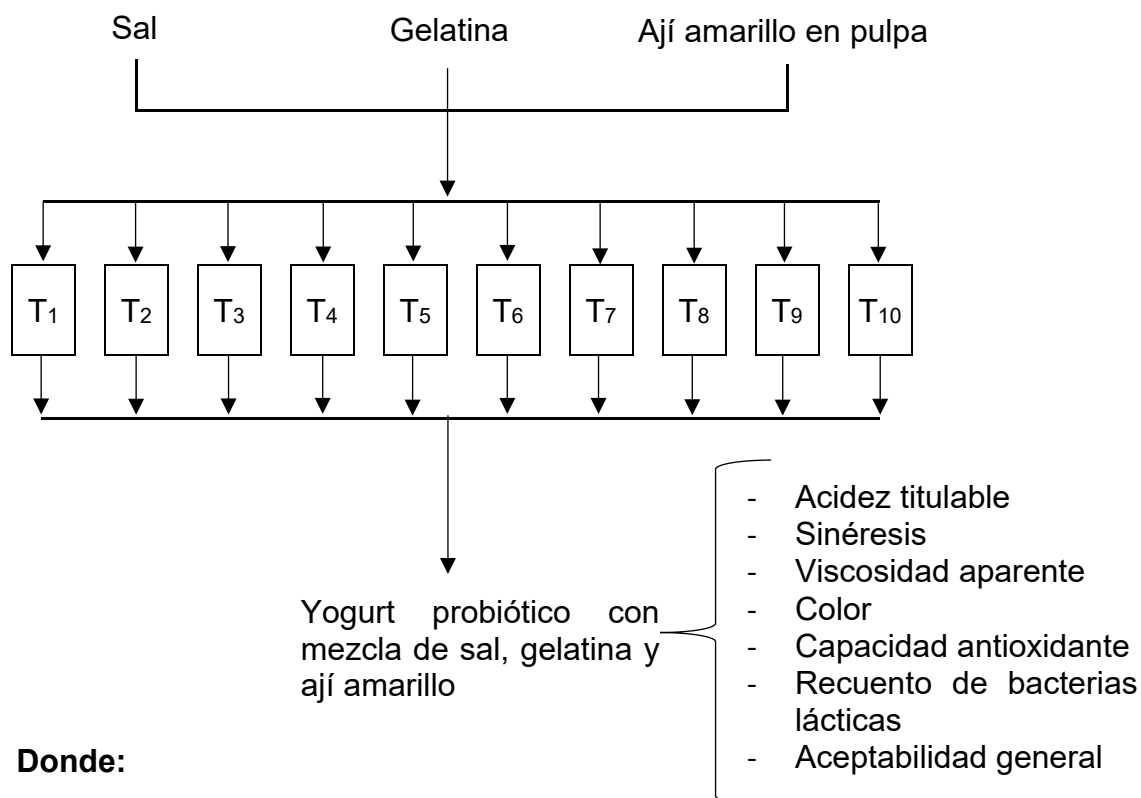 Sal Gelatina Ají amarillo en pulpa
T1 T2 T3 T4 T5 T6 T7 T8 T9 T10
Yogurt probiótico con
mezcla de sal, gelatina y
ají amarillo
- Acidez titulable
- Sinéresis
- Viscosidad aparente
- Color
- Capacidad antioxidante
- Recuento de bacterias
lácticas
- Aceptabilidad general
Donde: